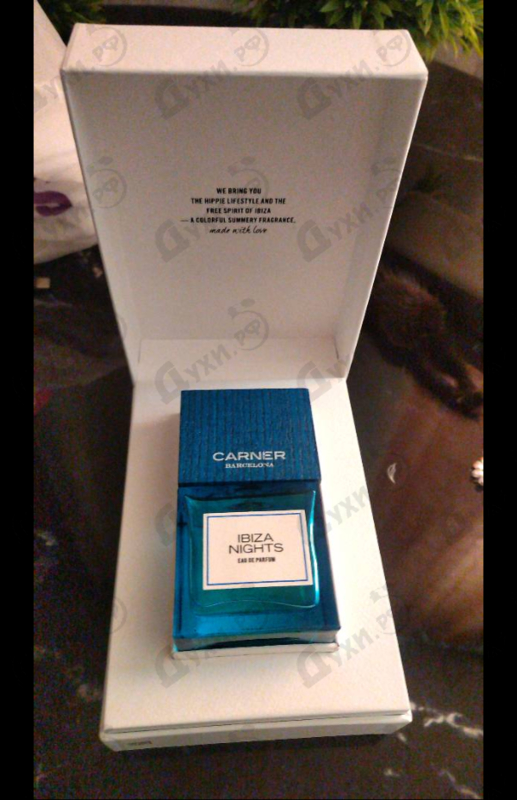 WE BRING YOU
THE HIPPIE LIFESTYLE AND THE
FREE SPIRIT OF IBIZA
— A COLORFUL SUMMERY FRAGRANCE,
made with love
CARNER
BARCELONA
IBIZA
NIGHTS
EAU DE PARFUM
Духи.рф